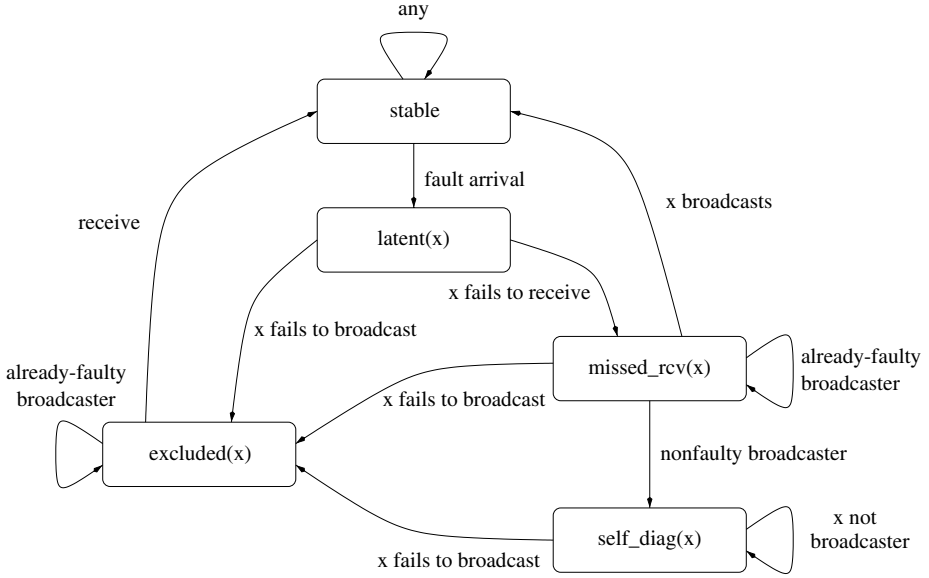 any
stable
fault arrival
receive
x broadcasts
latent(x)
x fails to receive
x fails to broadcast
already-faulty
broadcaster
missed_rcv(x)
already-faulty
broadcaster
x fails to broadcast
excluded(x)
nonfaulty broadcaster
self_diag(x)
x not
broadcaster
x fails to broadcast